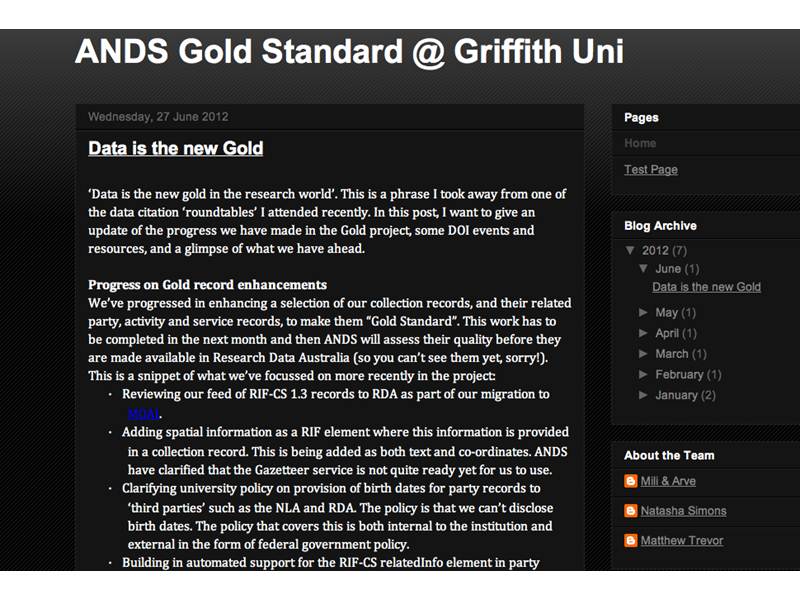 ANDS Gold Standard @ Griffith Uni
Wednesday, 27 June 2012
Data is the new Gold
‘Data is the new gold in the research world’. This is a phrase I took away from one of
the data citation ‘roundtables’ I attended recently. In this post, I want to give an
update of the progress we have made in the Gold project, some DOI events and
resources, and a glimpse of what we have ahead.
Progress on Gold record enhancements
We’ve progressed in enhancing a selection of our collection records, and their related
party, activity and service records, to make them “Gold Standard”. This work has to
be completed in the next month and then ANDS will assess their quality before they
are made available in Research Data Australia (so you can’t see them yet, sorry!).
This is a snippet of what we’ve focussed on more recently in the project:
· Reviewing our feed of RIF-CS 1.3 records to RDA as part of our migration to
MOAI.
· Adding spatial information as a RIF element where this information is provided
in a collection record. This is being added as both text and co-ordinates. ANDS
have clarified that the Gazetteer service is not quite ready yet for us to use.
· Clarifying university policy on provision of birth dates for party records to
‘third parties’ such as the NLA and RDA. The policy is that we can’t disclose
birth dates. The policy that covers this is both internal to the institution and
external in the form of federal government policy.
· Building in automated support for the RIF-CS relatedInfo element in party
Pages
Home
Test Page
Blog Archive
▼ 2012 (7)
▼ June (1)
Data is the new Gold
► May (1)
► April (1)
► March (1)
► February (1)
► January (2)
About the Team
Mili & Arve
Natasha Simons
Matthew Trevor